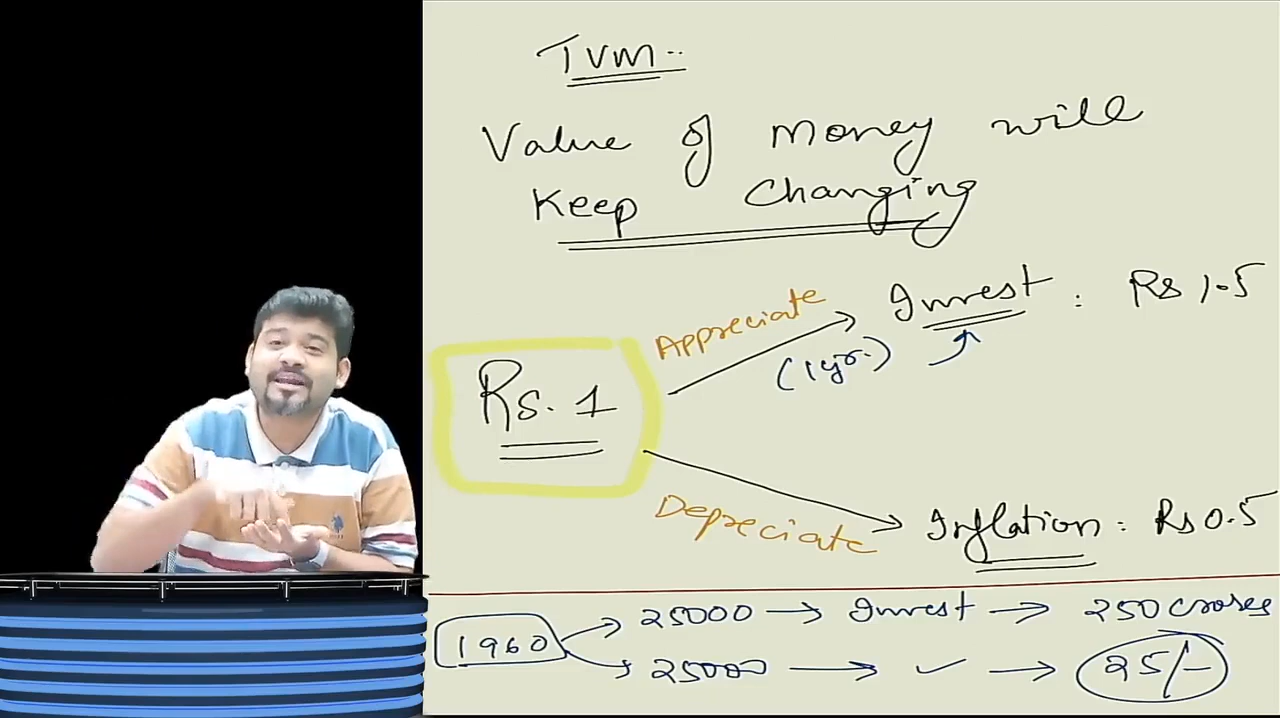 TVM..
Value of Money will
Keep Changing
Appreciate
(1yr.)
Invest : Rs 1.5
Rs. 1
Depreciate
Inflation : Rs 0.5
1960
25000 → Invest → 250 crores
25000 → ✓ → 25/-